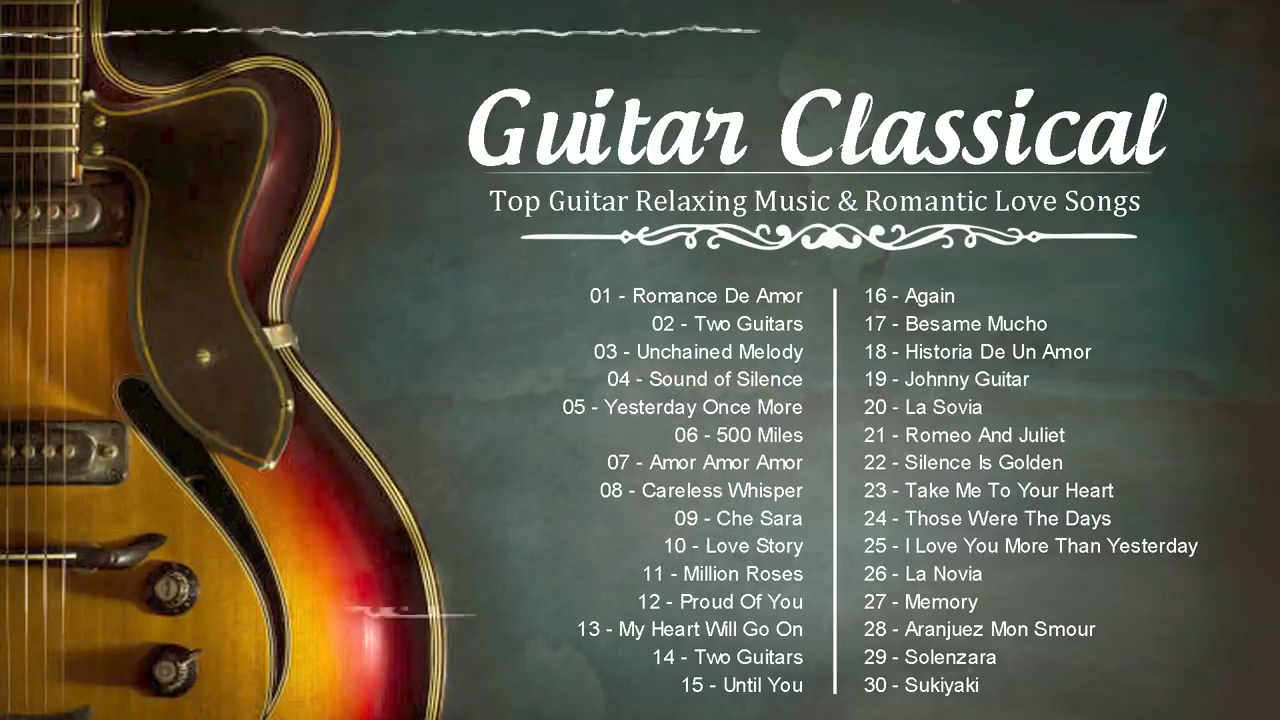 Guitar Classical
Top Guitar Relaxing Music & Romantic Love Songs
01 - Romance De Amor
02 - Two Guitars
03 - Unchained Melody
04 - Sound of Silence
05 - Yesterday Once More
06 - 500 Miles
07 - Amor Amor Amor
08 - Careless Whisper
09 - Che Sara
10 - Love Story
11 - Million Roses
12 - Proud Of You
13 - My Heart Will Go On
14 - Two Guitars
15 - Until You
16 - Again
17 - Besame Mucho
18 - Historia De Un Amor
19 - Johnny Guitar
20 - La Sovia
21 - Romeo And Juliet
22 - Silence Is Golden
23 - Take Me To Your Heart
24 - Those Were The Days
25 - I Love You More Than Yesterday
26 - La Novia
27 - Memory
28 - Aranjuez Mon Smour
29 - Solenzara
30 - Sukiyaki